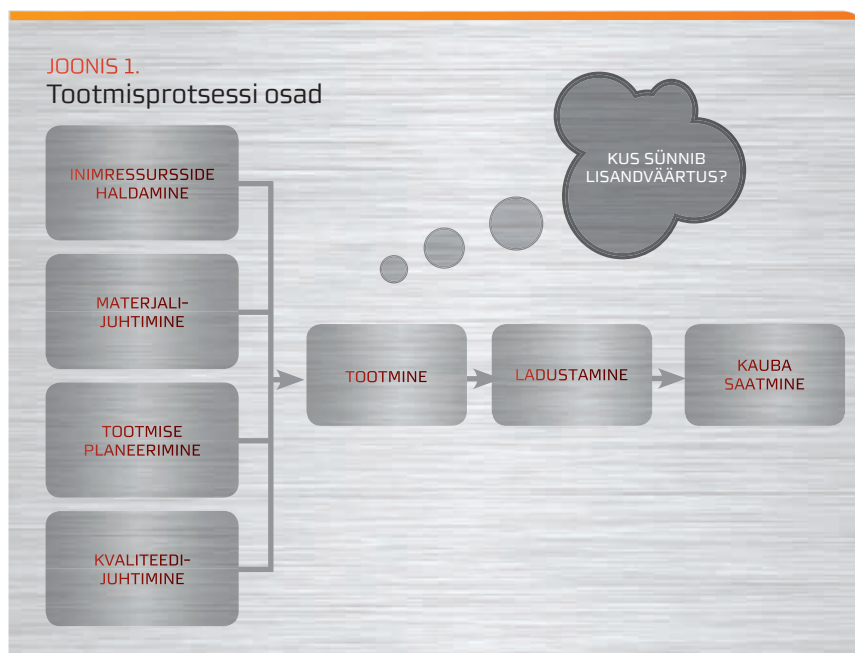 JOONIS 1.
Tootmisprotsessi osad
KUS SÜNNIB
LISANDVÄÄRTUS?
INIMRESSURSSIDE
HALDAMINE
MATERJALI-
JUHTIMINE
TOOTMISE
PLANEERIMINE
KVALITEEDI-
JUHTIMINE
TOOTMINE
LADUSTAMINE
KAUBA
SAATMINE